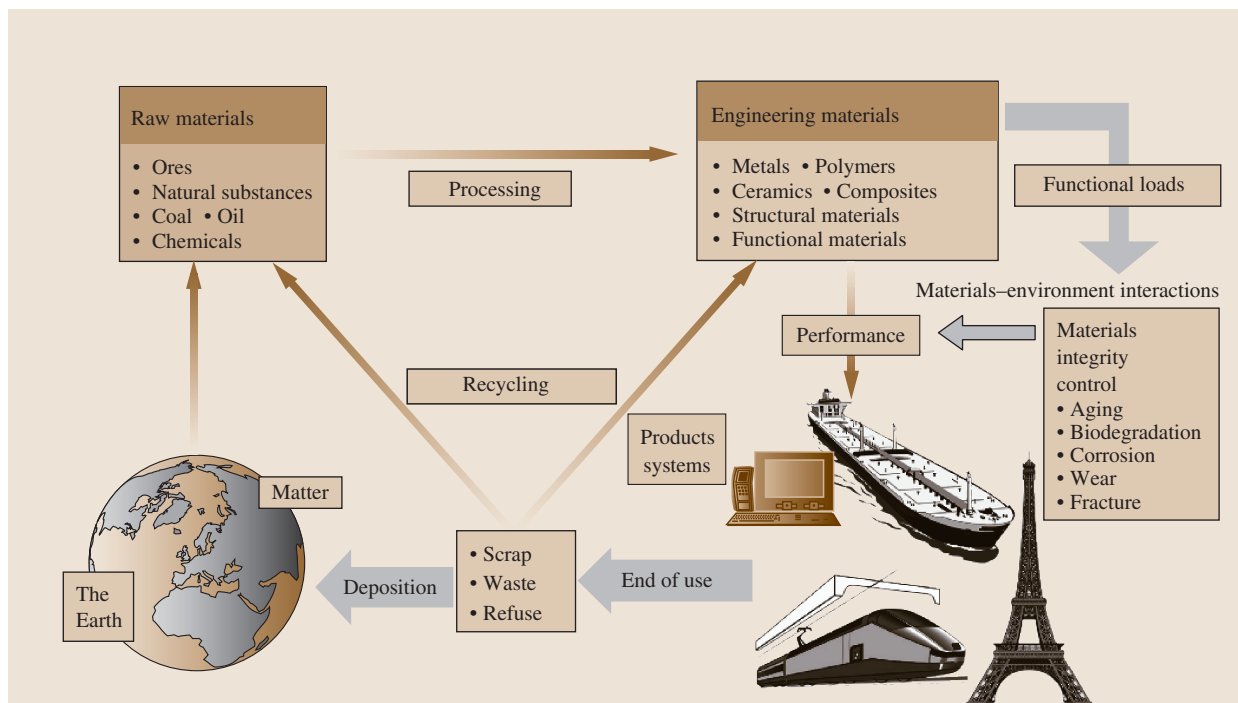 Raw materials
• Ores
• Natural substances
• Coal • Oil
• Chemicals
Processing
Engineering materials
• Metals • Polymers
• Ceramics • Composites
• Structural materials
• Functional materials
Functional loads
Materials–environment interactions
Materials
integrity
control
• Aging
• Biodegradation
• Corrosion
• Wear
• Fracture
Performance
Recycling
Products
systems
Matter
The
Earth
Deposition
• Scrap
• Waste
• Refuse
End of use